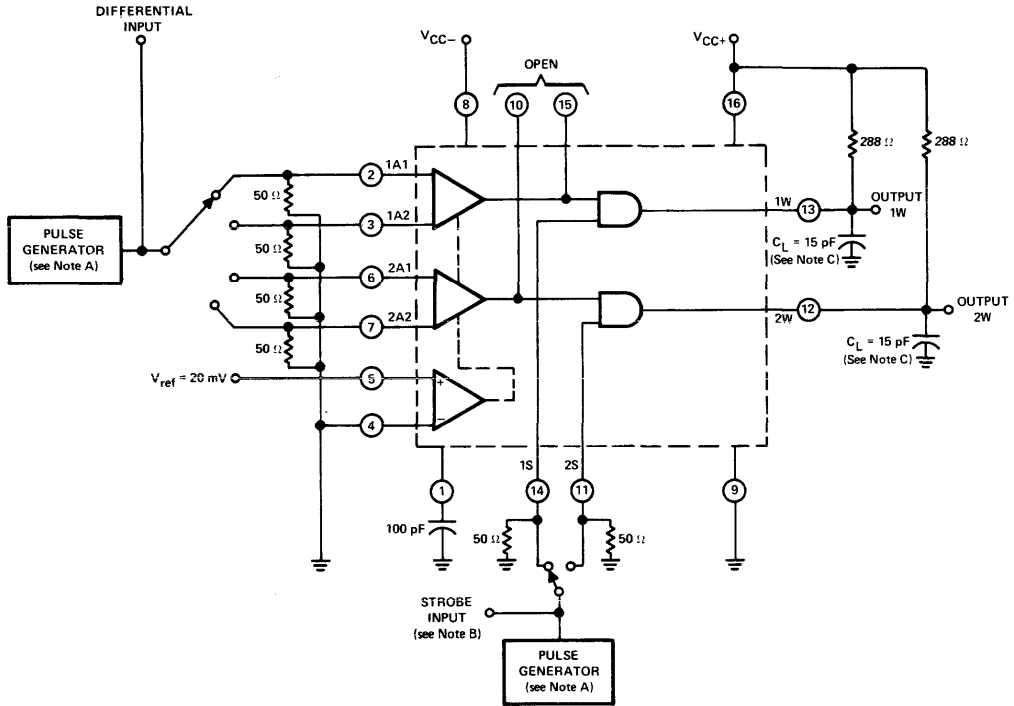 DIFFERENTIAL
INPUT
VCC−
VCC+
OPEN
8
10
15
16
288 Ω
288 Ω
2
1A1
50 Ω
3
1A2
50 Ω
PULSE
GENERATOR
(see Note A)
1W
13
OUTPUT
1W
CL = 15 pF
(See Note C)
6
2A1
50 Ω
7
2A2
50 Ω
2W
12
OUTPUT
2W
CL = 15 pF
(See Note C)
Vref = 20 mV
5
+
4
−
1S
2S
1
14
11
9
100 pF
50 Ω
50 Ω
STROBE
INPUT
(see Note B)
PULSE
GENERATOR
(see Note A)